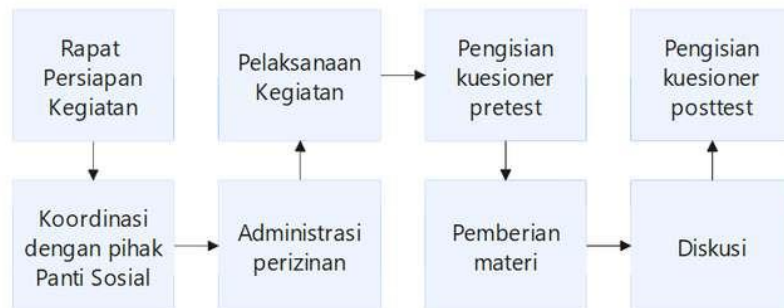 Rapat
Persiapan
Kegiatan
Koordinasi
dengan pihak
Panti Sosial
Administrasi
perizinan
Pelaksanaan
Kegiatan
Pengisian
kuesioner
pretest
Pemberian
materi
Diskusi
Pengisian
kuesioner
posttest